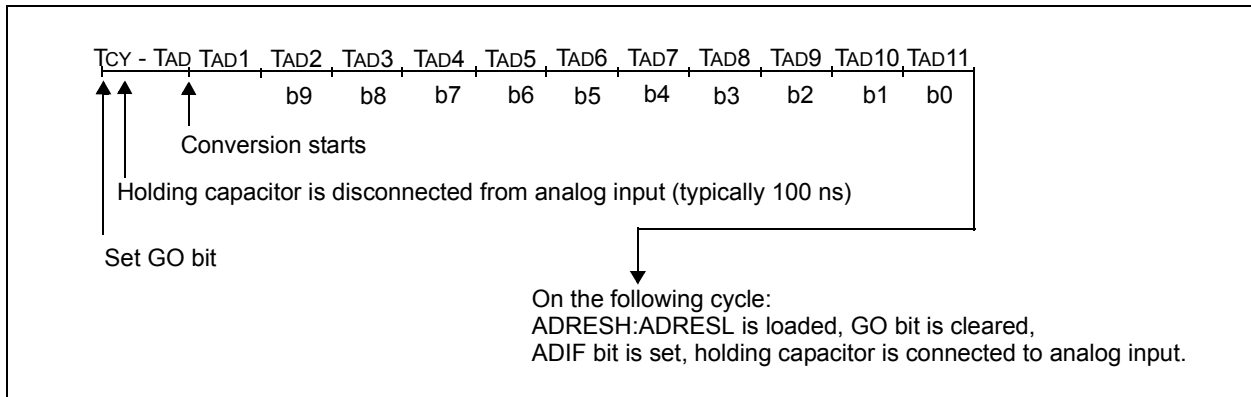 TCY - TAD TAD1 TAD2 TAD3 TAD4 TAD5 TAD6 TAD7 TAD8 TAD9 TAD10 TAD11
b9 b8 b7 b6 b5 b4 b3 b2 b1 b0
Conversion starts
Holding capacitor is disconnected from analog input (typically 100 ns)
Set GO bit
On the following cycle:
ADRESH:ADRESL is loaded, GO bit is cleared,
ADIF bit is set, holding capacitor is connected to analog input.